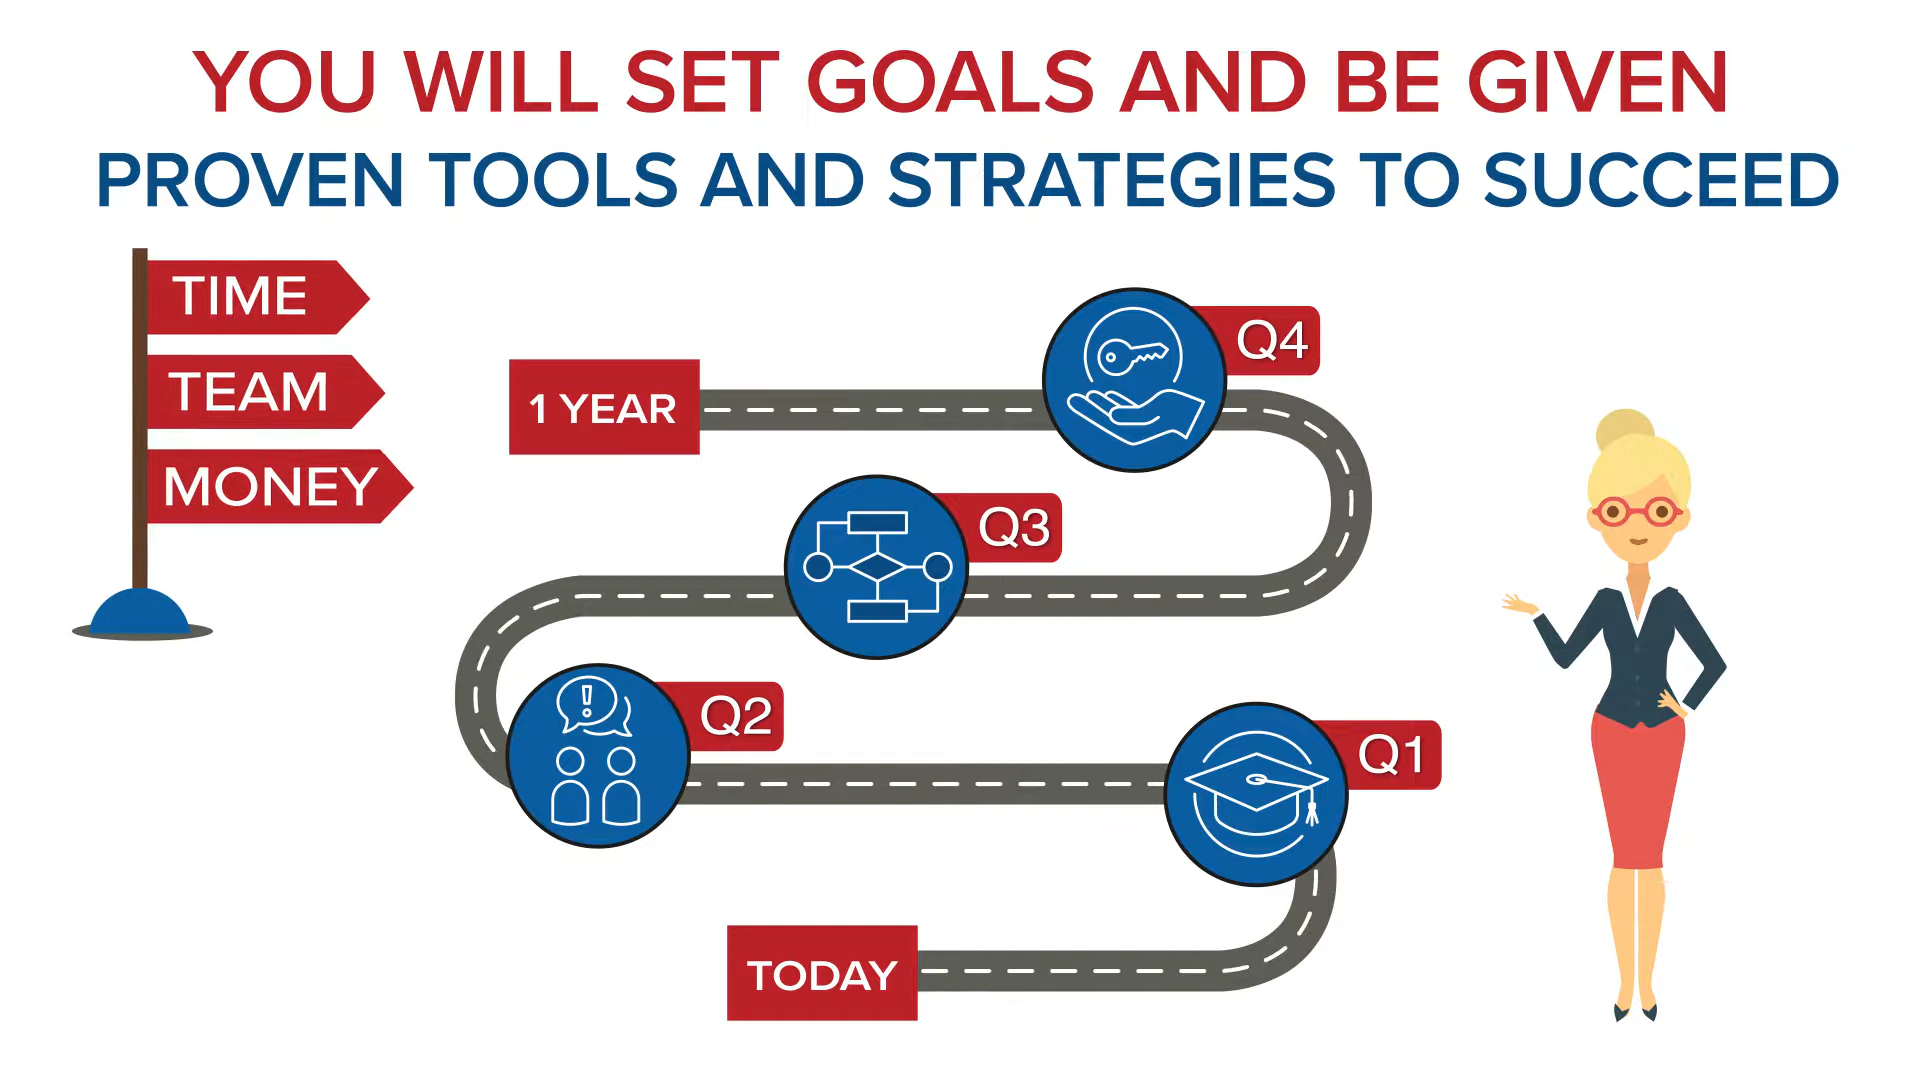 YOU WILL SET GOALS AND BE GIVEN
PROVEN TOOLS AND STRATEGIES TO SUCCEED
TIME
TEAM
MONEY
1 YEAR
Q4
Q3
Q2
!
Q1
TODAY